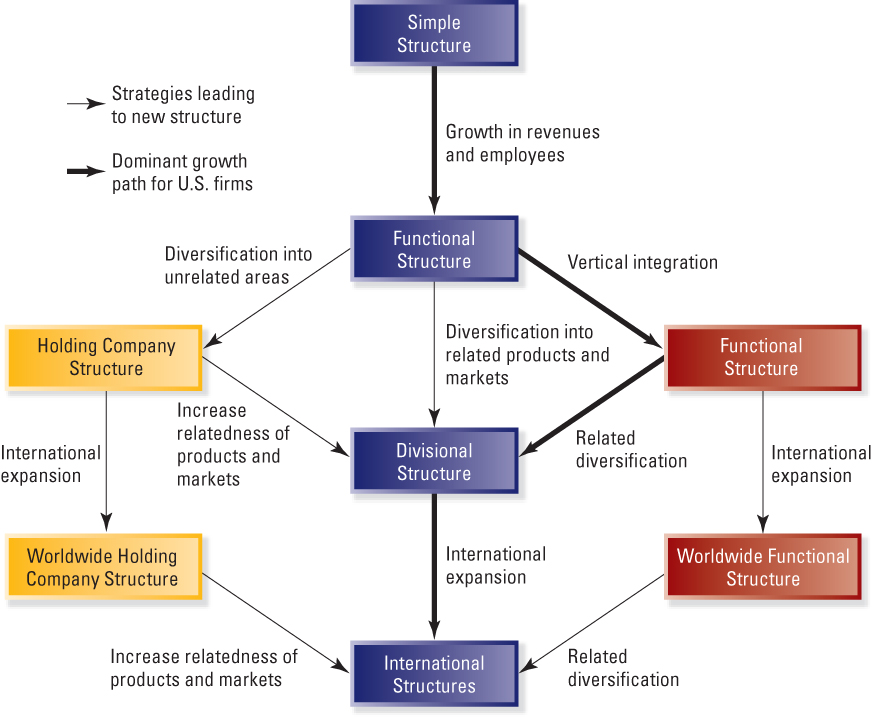 Simple
Structure
Strategies leading
to new structure
Dominant growth
path for U.S. firms
Growth in revenues
and employees
Functional
Structure
Diversification into
unrelated areas
Vertical integration
Holding Company
Structure
Diversification into
related products and
markets
Functional
Structure
Increase
relatedness of
products and
markets
International
expansion
Divisional
Structure
Related
diversification
International
expansion
Worldwide Holding
Company Structure
International
expansion
Worldwide Functional
Structure
Increase relatedness of
products and markets
International
Structures
Related
diversification